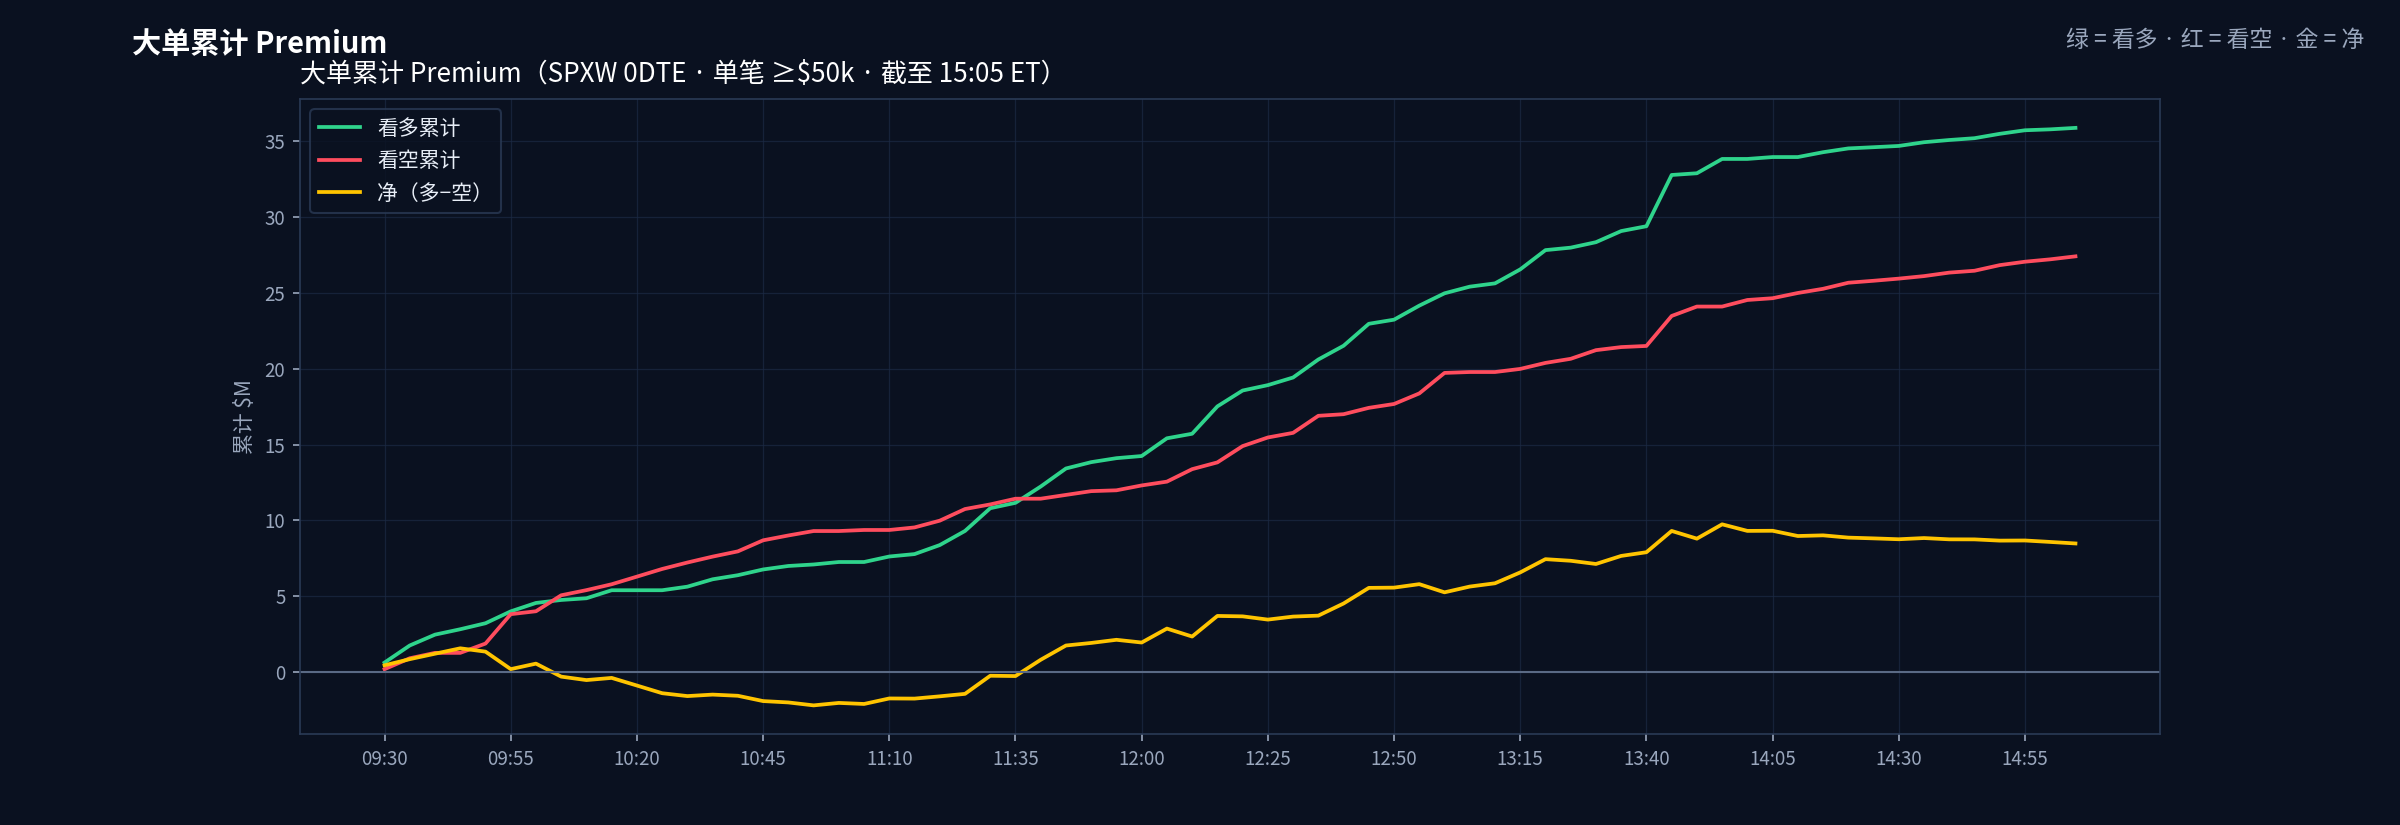 大单累计 Premium
绿 = 看多 · 红 = 看空 · 金 = 净
大单累计 Premium（SPXW 0DTE · 单笔 ≥$50k · 截至 15:05 ET）
看多累计
看空累计
净（多−空）
累计 $M
35
30
25
20
15
10
5
0
09:30 09:55 10:20 10:45 11:10 11:35 12:00 12:25 12:50 13:15 13:40 14:05 14:30 14:55